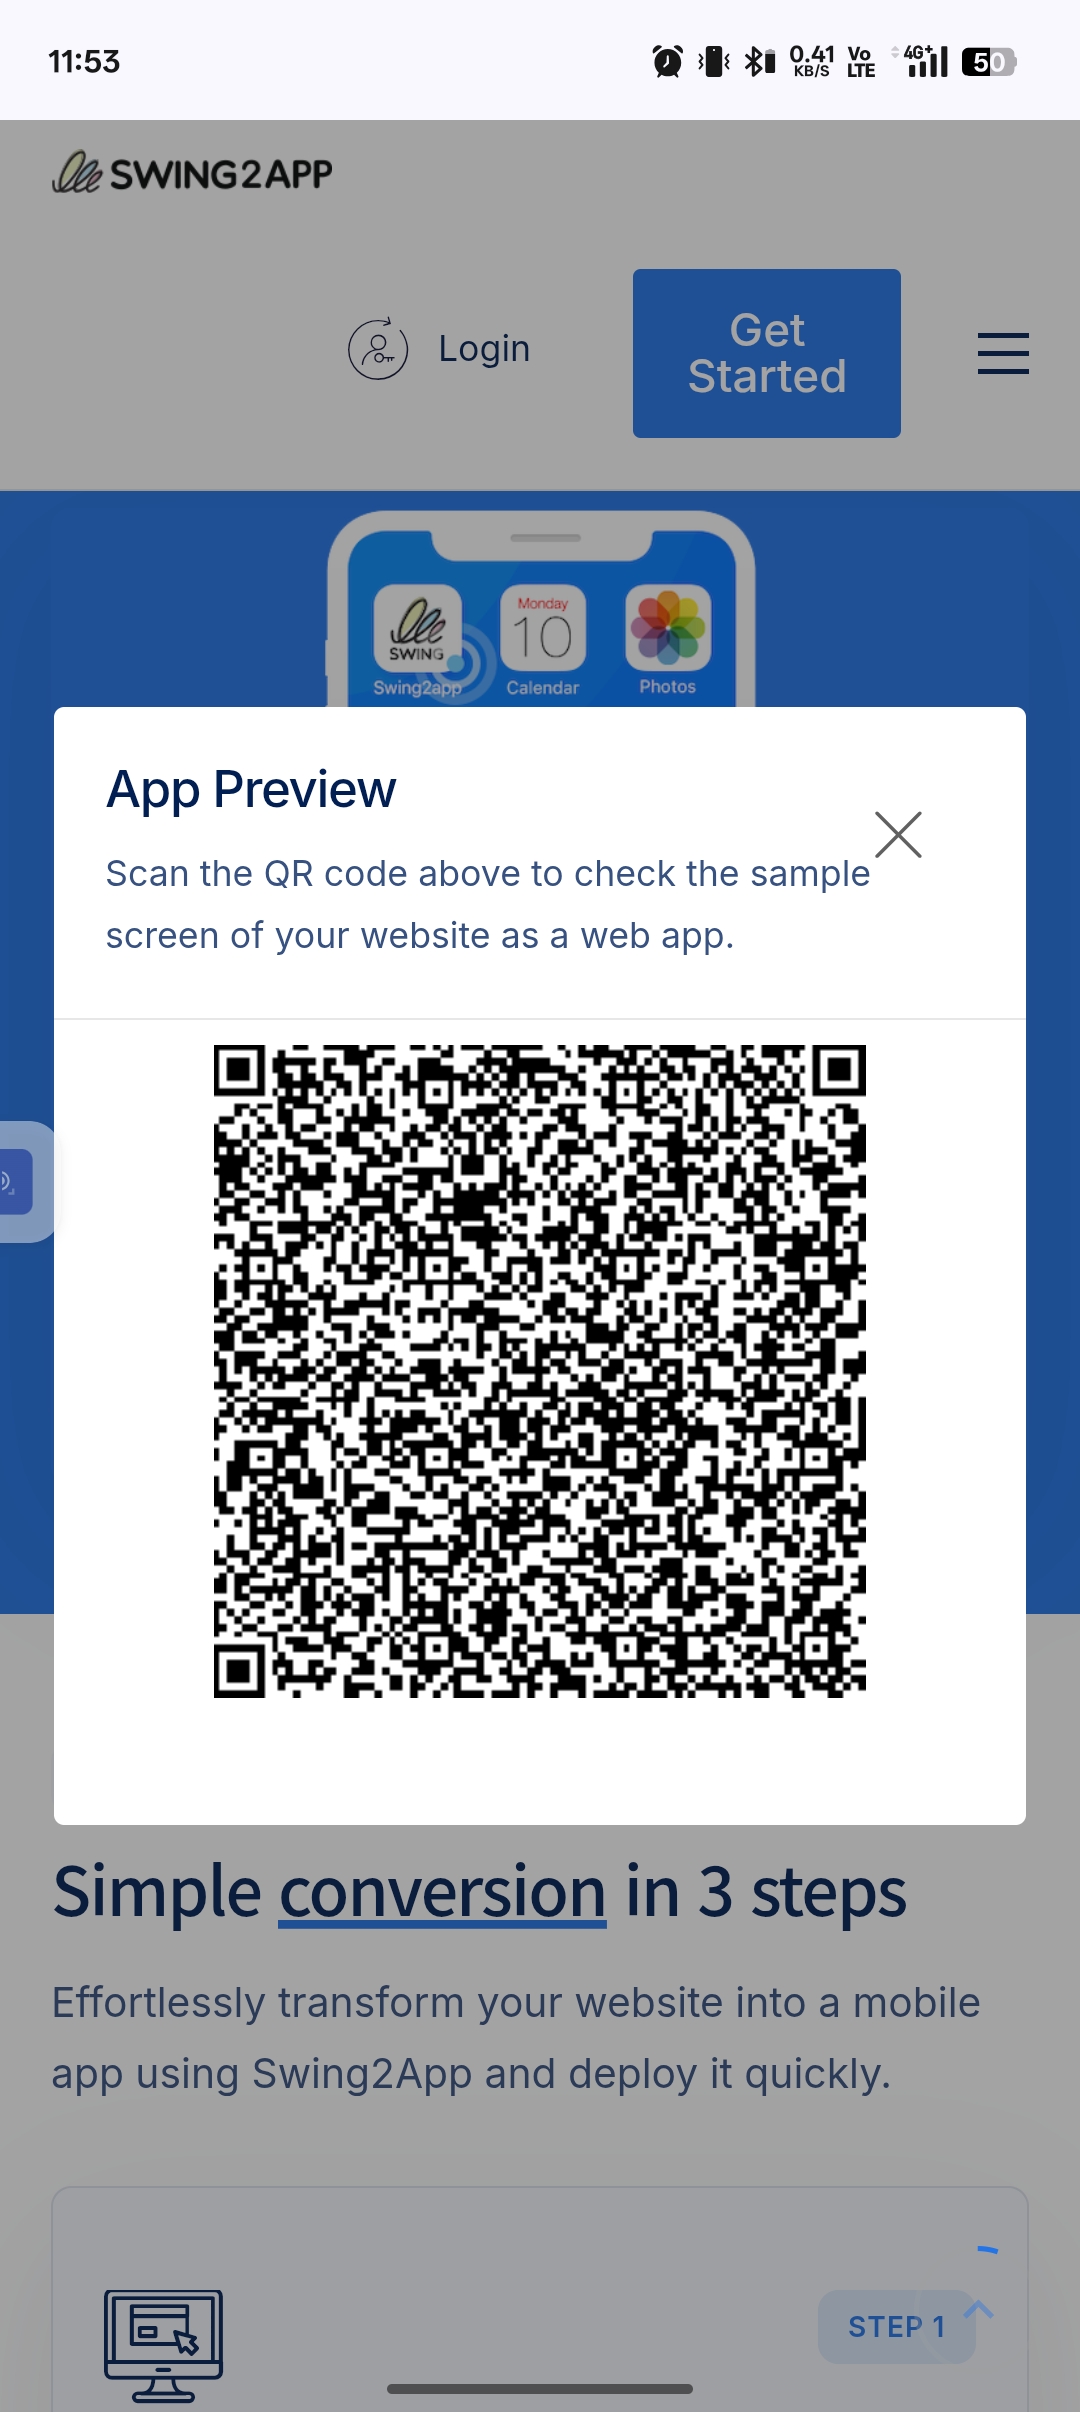 11:53
0.41
KB/S
Vo
LTE
4G+
50
SWING2APP
Login
Get
Started
SWING
Monday
10
Swing2app
Calendar
Photos
App Preview
Scan the QR code above to check the sample
screen of your website as a web app.
Simple conversion in 3 steps
Effortlessly transform your website into a mobile
app using Swing2App and deploy it quickly.
STEP 1